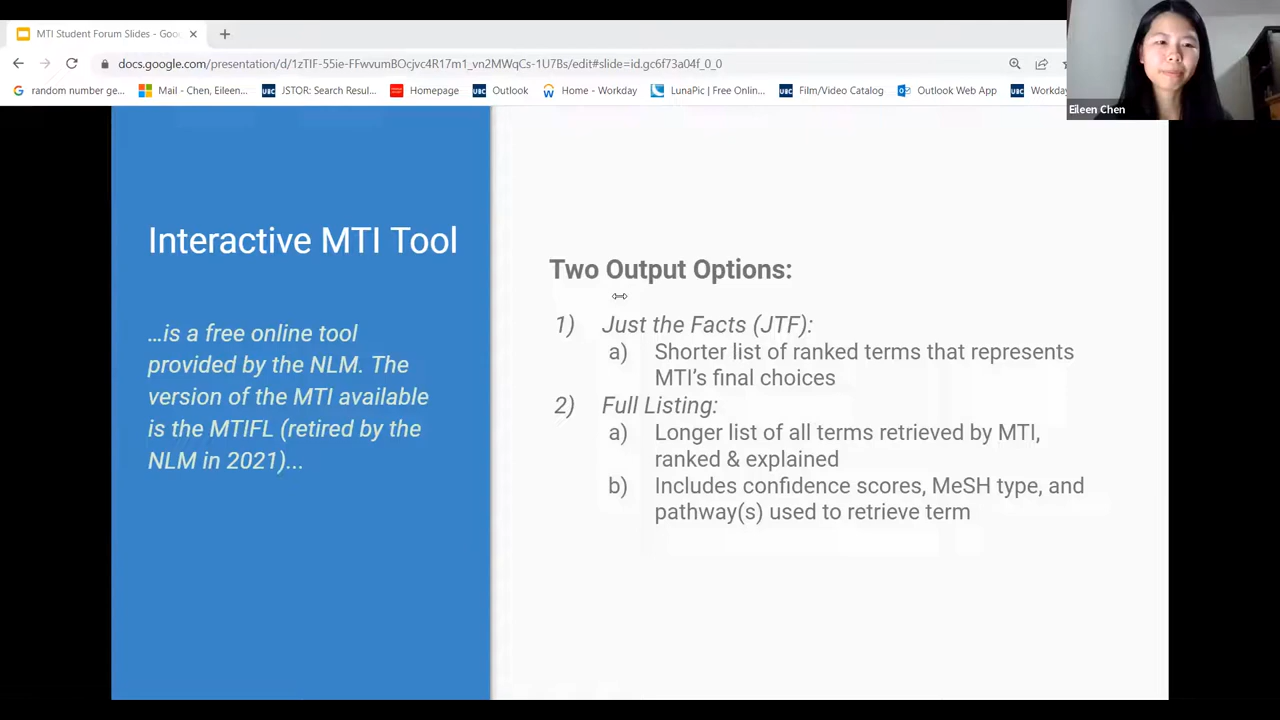 MTI Student Forum Slides - Goo
docs.google.com/presentation/d/1zTIF-55ie-FFwvumBOcjvc4R17m1_vn2MWqCs-1U7Bs/edit#slide=id.gc6f73a04f_0_0
random number ge... Mail - Chen, Eileen... UBC JSTOR: Search Resul... Homepage UBC Outlook Home - Workday LunaPic | Free Onlin... UBC Film/Video Catalog Outlook Web App UBC Workday
Eileen Chen
Interactive MTI Tool
...is a free online tool
provided by the NLM. The
version of the MTI available
is the MTIFL (retired by the
NLM in 2021)...
Two Output Options:
1) Just the Facts (JTF):
a) Shorter list of ranked terms that represents
MTI's final choices
2) Full Listing:
a) Longer list of all terms retrieved by MTI,
ranked & explained
b) Includes confidence scores, MeSH type, and
pathway(s) used to retrieve term